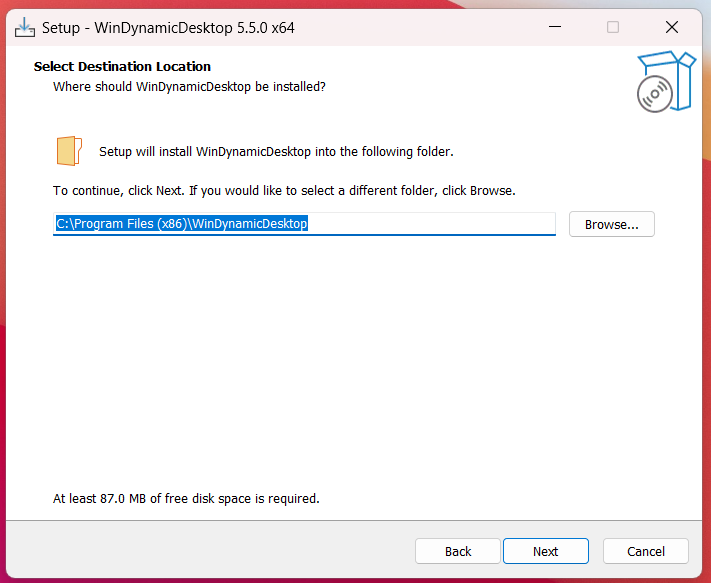 Setup - WinDynamicDesktop 5.5.0 x64
Select Destination Location
Where should WinDynamicDesktop be installed?
Setup will install WinDynamicDesktop into the following folder.
To continue, click Next. If you would like to select a different folder, click Browse.
C:\Program Files (x86)\WinDynamicDesktop
Browse...
At least 87.0 MB of free disk space is required.
Back
Next
Cancel